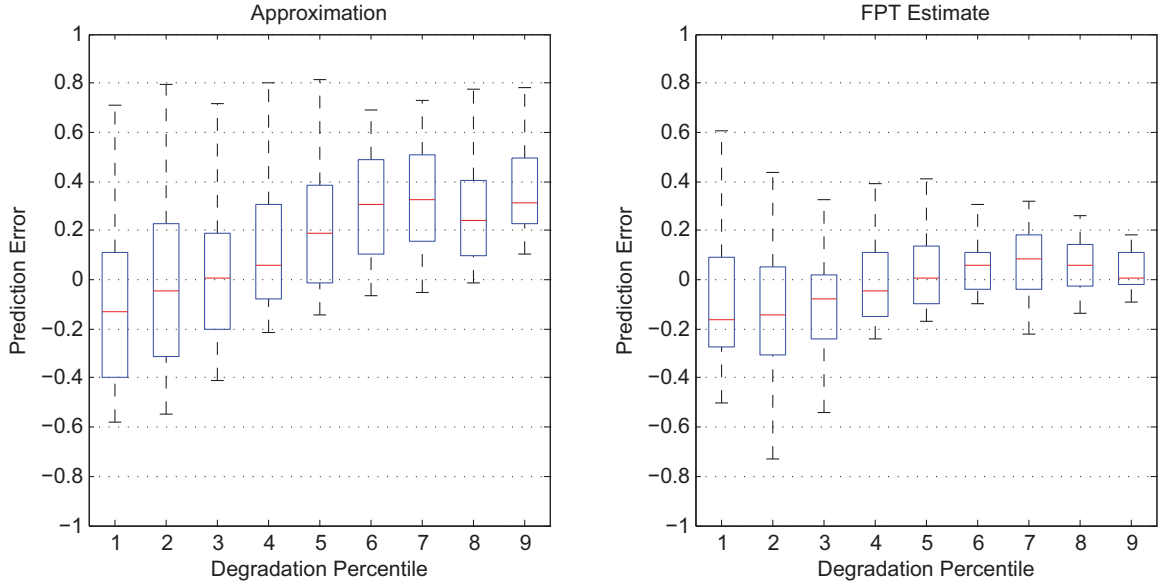 Approximation
Prediction Error
1
0.8
0.6
0.4
0.2
0
−0.2
−0.4
−0.6
−0.8
−1
1 2 3 4 5 6 7 8 9
Degradation Percentile
FPT Estimate
Prediction Error
1
0.8
0.6
0.4
0.2
0
−0.2
−0.4
−0.6
−0.8
−1
1 2 3 4 5 6 7 8 9
Degradation Percentile